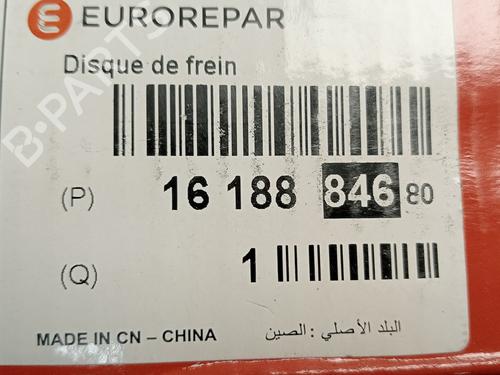 EUROREPAR
Disque de frein
(P) 16 188 846 80
(Q) 1
MADE IN CN – CHINA البلد الأصلي : الصين
B-PARTS